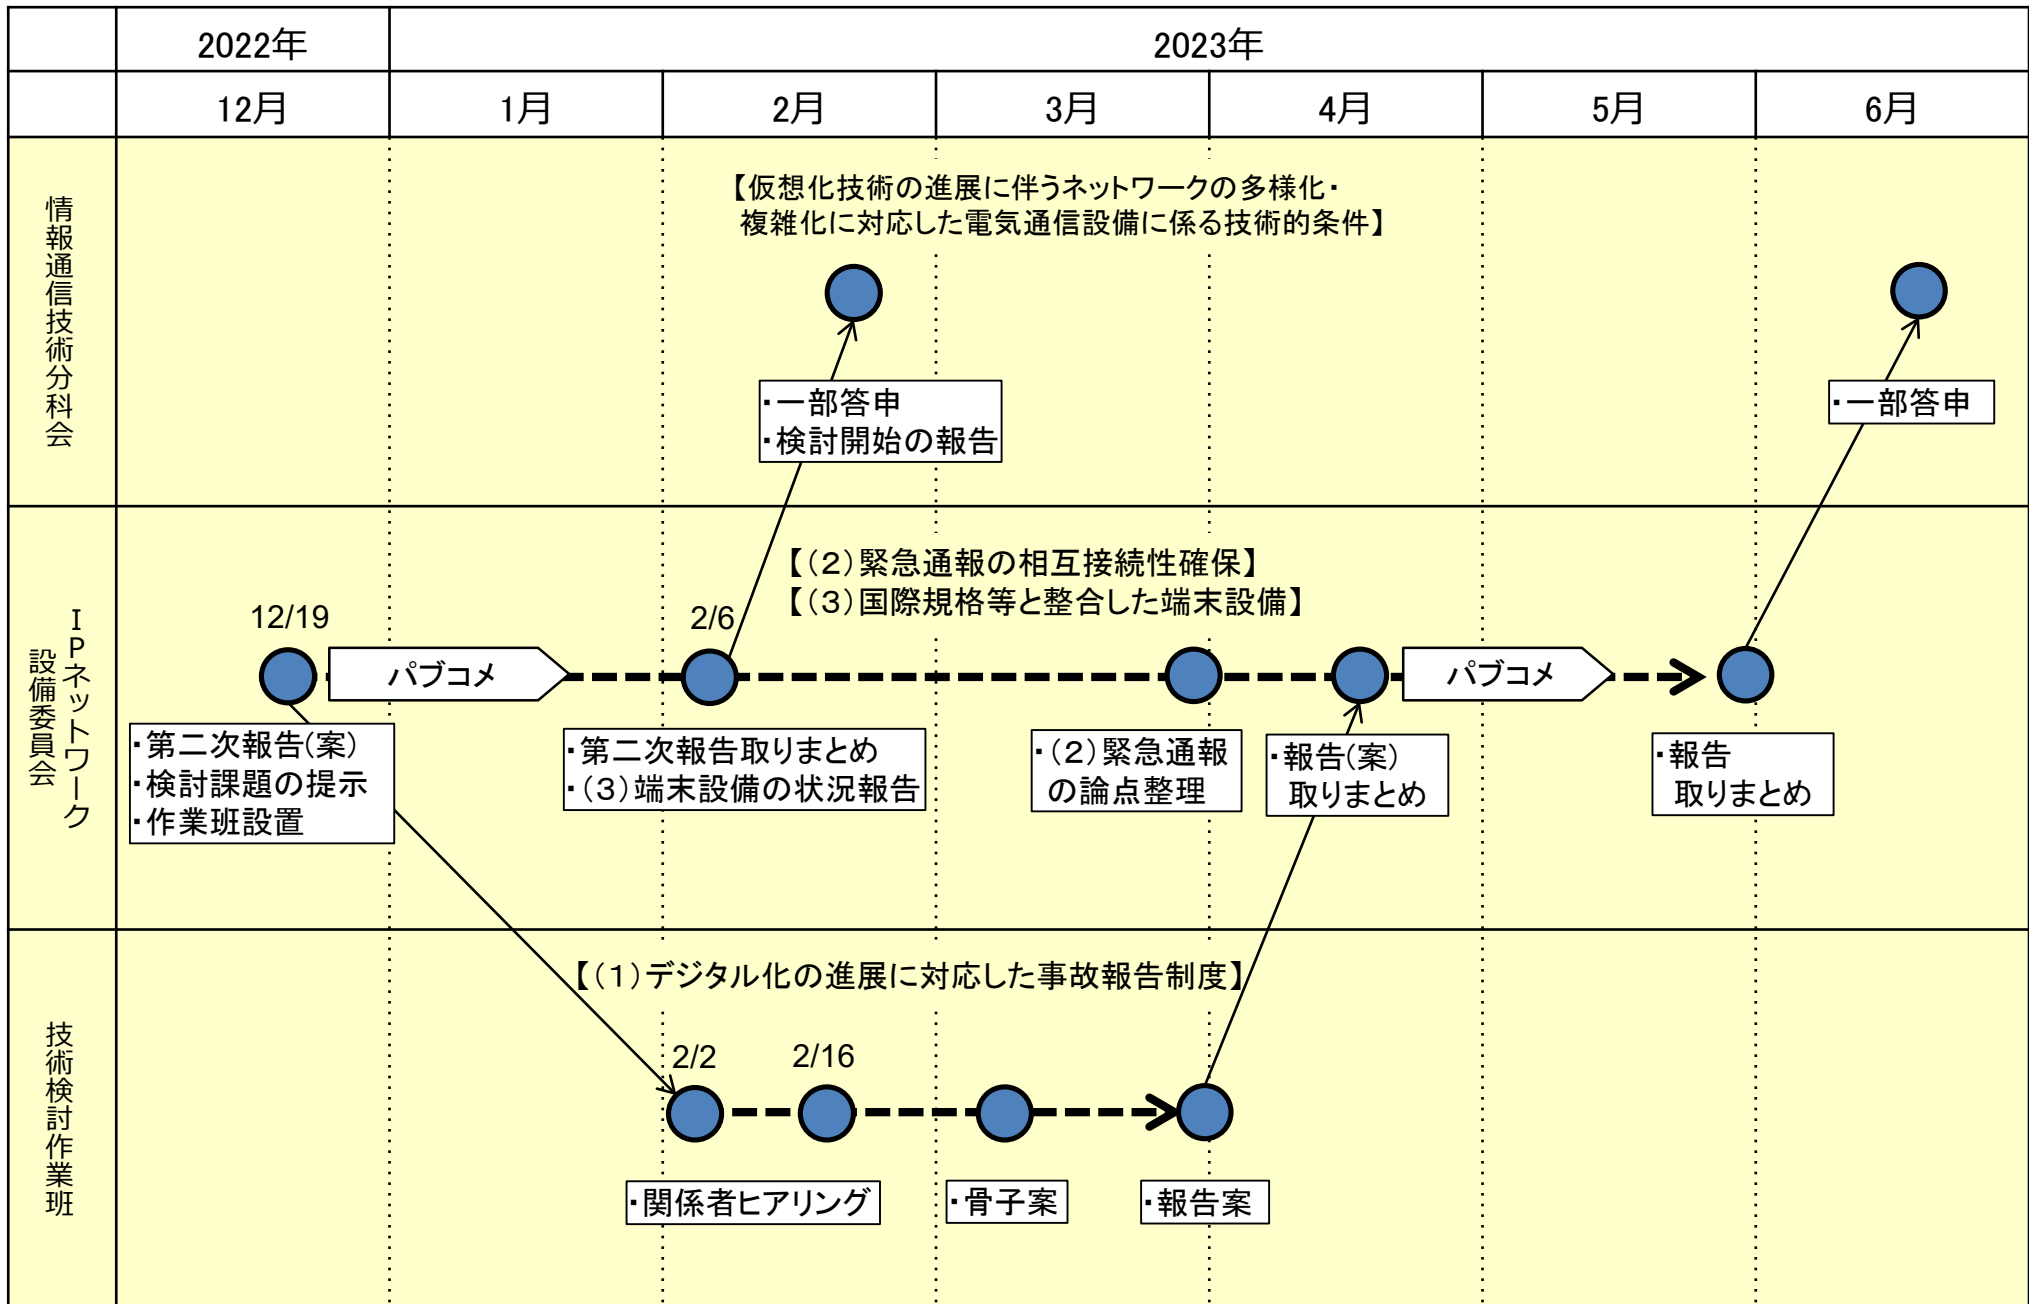 2022年
2023年
12月
1月
2月
3月
4月
5月
6月
情報通信技術分科会
【仮想化技術の進展に伴うネットワークの多様化・
複雑化に対応した電気通信設備に係る技術的条件】
・一部答申
・検討開始の報告
・一部答申
IPネットワーク
設備委員会
【(2)緊急通報の相互接続性確保】
【(3)国際規格等と整合した端末設備】
12/19
2/6
パブコメ
パブコメ
・第二次報告(案)
・検討課題の提示
・作業班設置
・第二次報告取りまとめ
・(3)端末設備の状況報告
・(2)緊急通報
の論点整理
・報告(案)
取りまとめ
・報告
取りまとめ
技術検討作業班
【(1)デジタル化の進展に対応した事故報告制度】
2/2
2/16
・関係者ヒアリング
・骨子案
・報告案